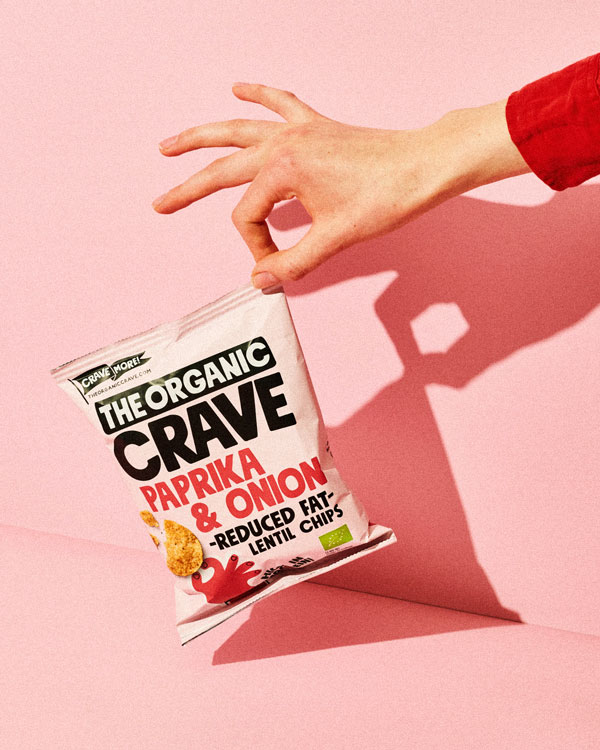 CRAVE MORE!
THEORGANICCRAVE.COM
THE ORGANIC
CRAVE
PAPRIKA
& ONION
-REDUCED FAT-
LENTIL CHIPS